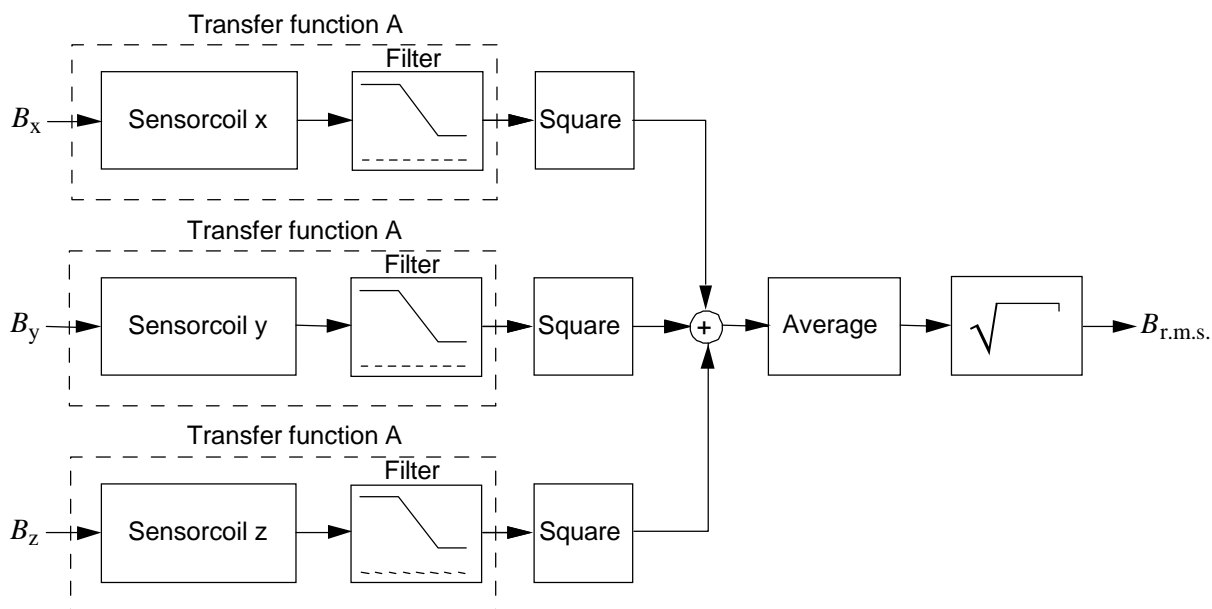 Transfer function A
Filter
Bx
Sensorcoil x
Square
Transfer function A
Filter
By
Sensorcoil y
Square
+
Average
Br.m.s.
Transfer function A
Filter
Bz
Sensorcoil z
Square